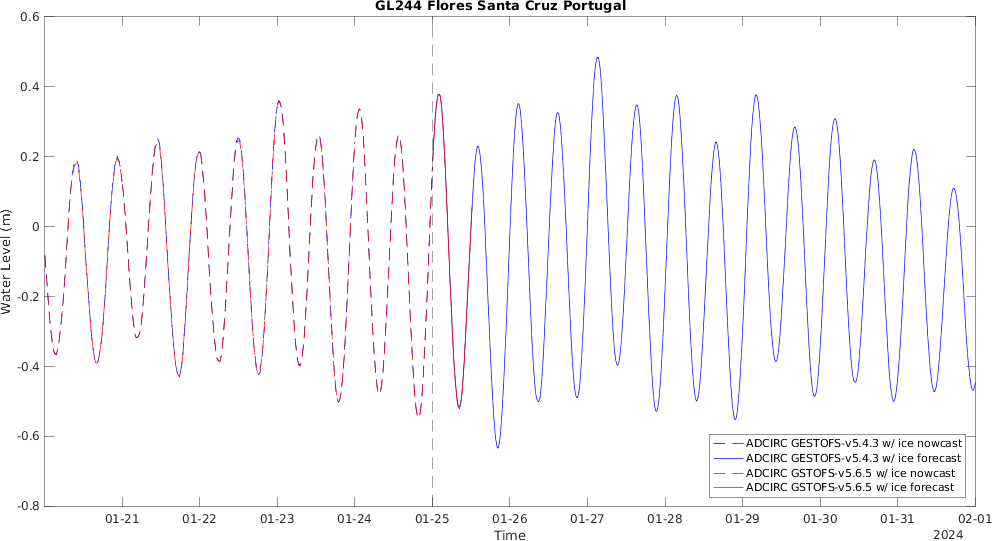 GL244 Flores Santa Cruz Portugal
0.6
0.4
0.2
0
-0.2
-0.4
-0.6
-0.8
Water Level (m)
ADCIRC GESTOFS-v5.4.3 w/ ice nowcast
ADCIRC GESTOFS-v5.4.3 w/ ice forecast
ADCIRC GSTOFS-v5.6.5 w/ ice nowcast
ADCIRC GSTOFS-v5.6.5 w/ ice forecast
01-21 01-22 01-23 01-24 01-25 01-26 01-27 01-28 01-29 01-30 01-31 02-01
Time
2024